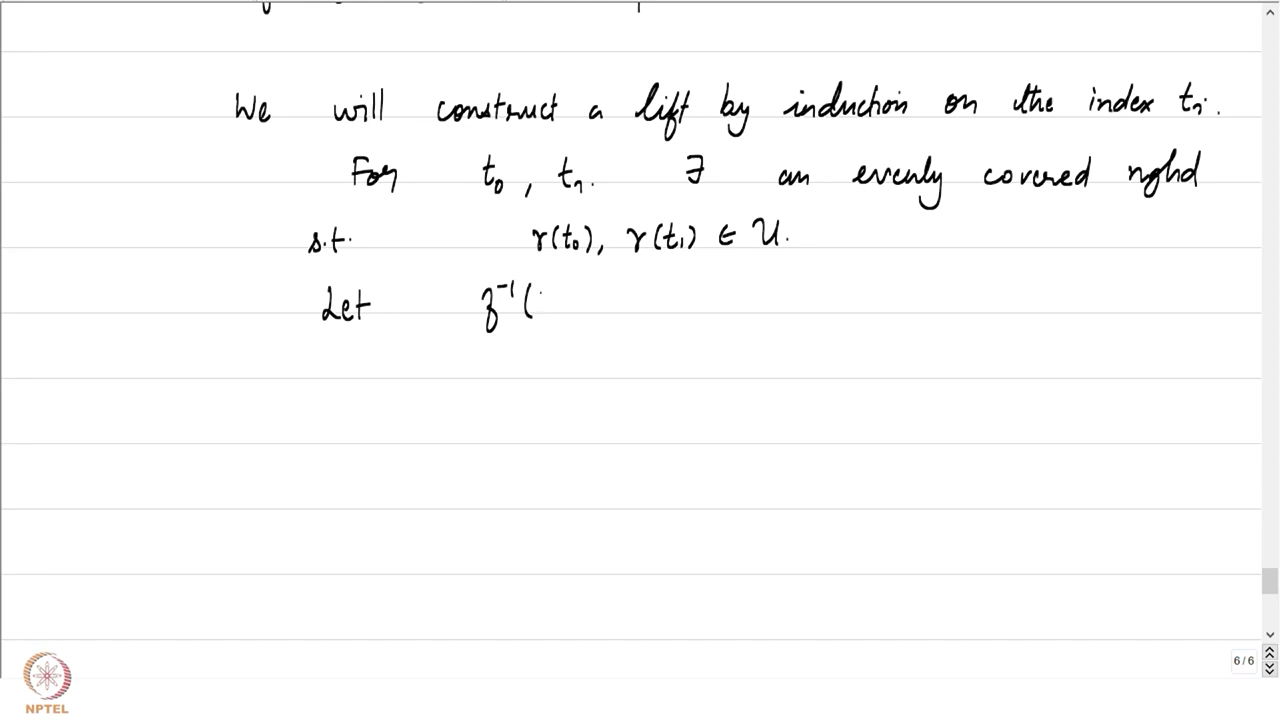 We will construct a lift by induction on the index tᵢ.
For t₀, t₁. ∃ an evenly covered nghd
s.t. γ(t₀), γ(t₁) ∈ U.
Let f⁻¹(
6 / 6
NPTEL